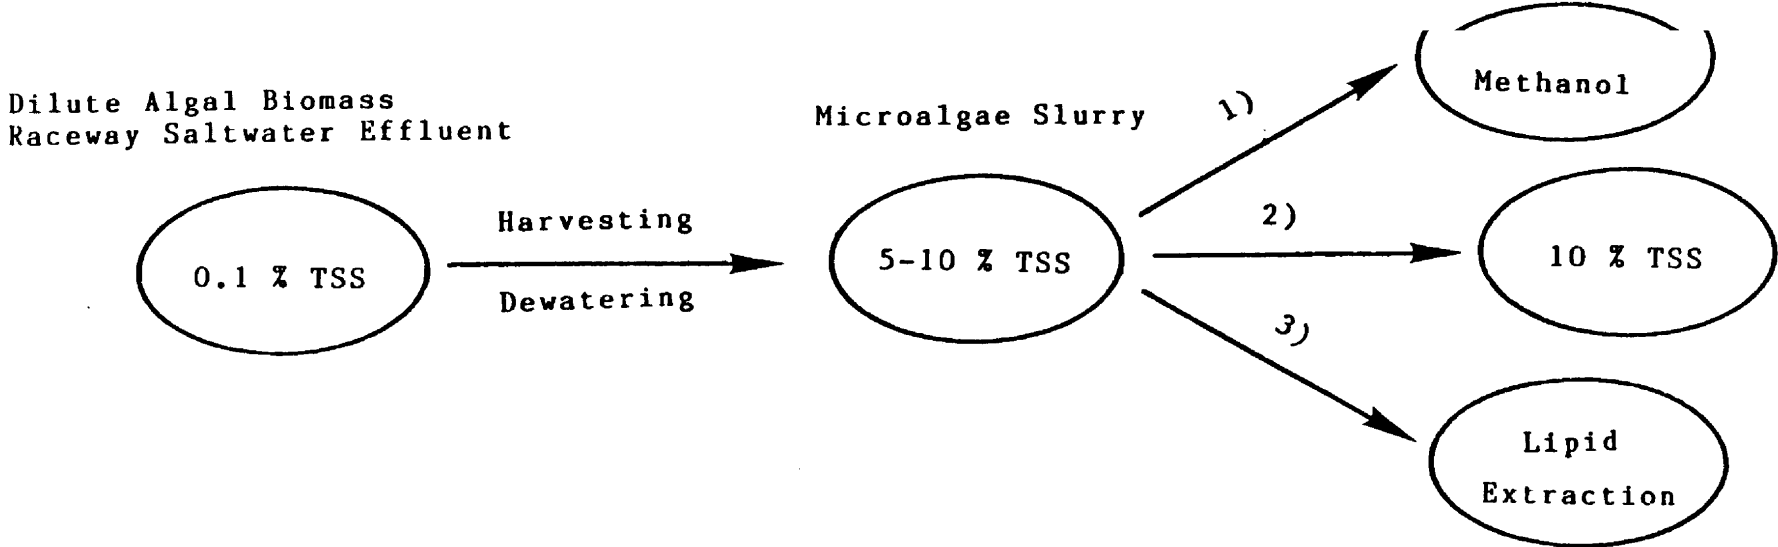 Dilute Algal Biomass
Raceway Saltwater Effluent
0.1 % TSS
Harvesting
Dewatering
Microalgae Slurry
5-10 % TSS
1)
Methanol
2)
10 % TSS
3)
Lipid
Extraction